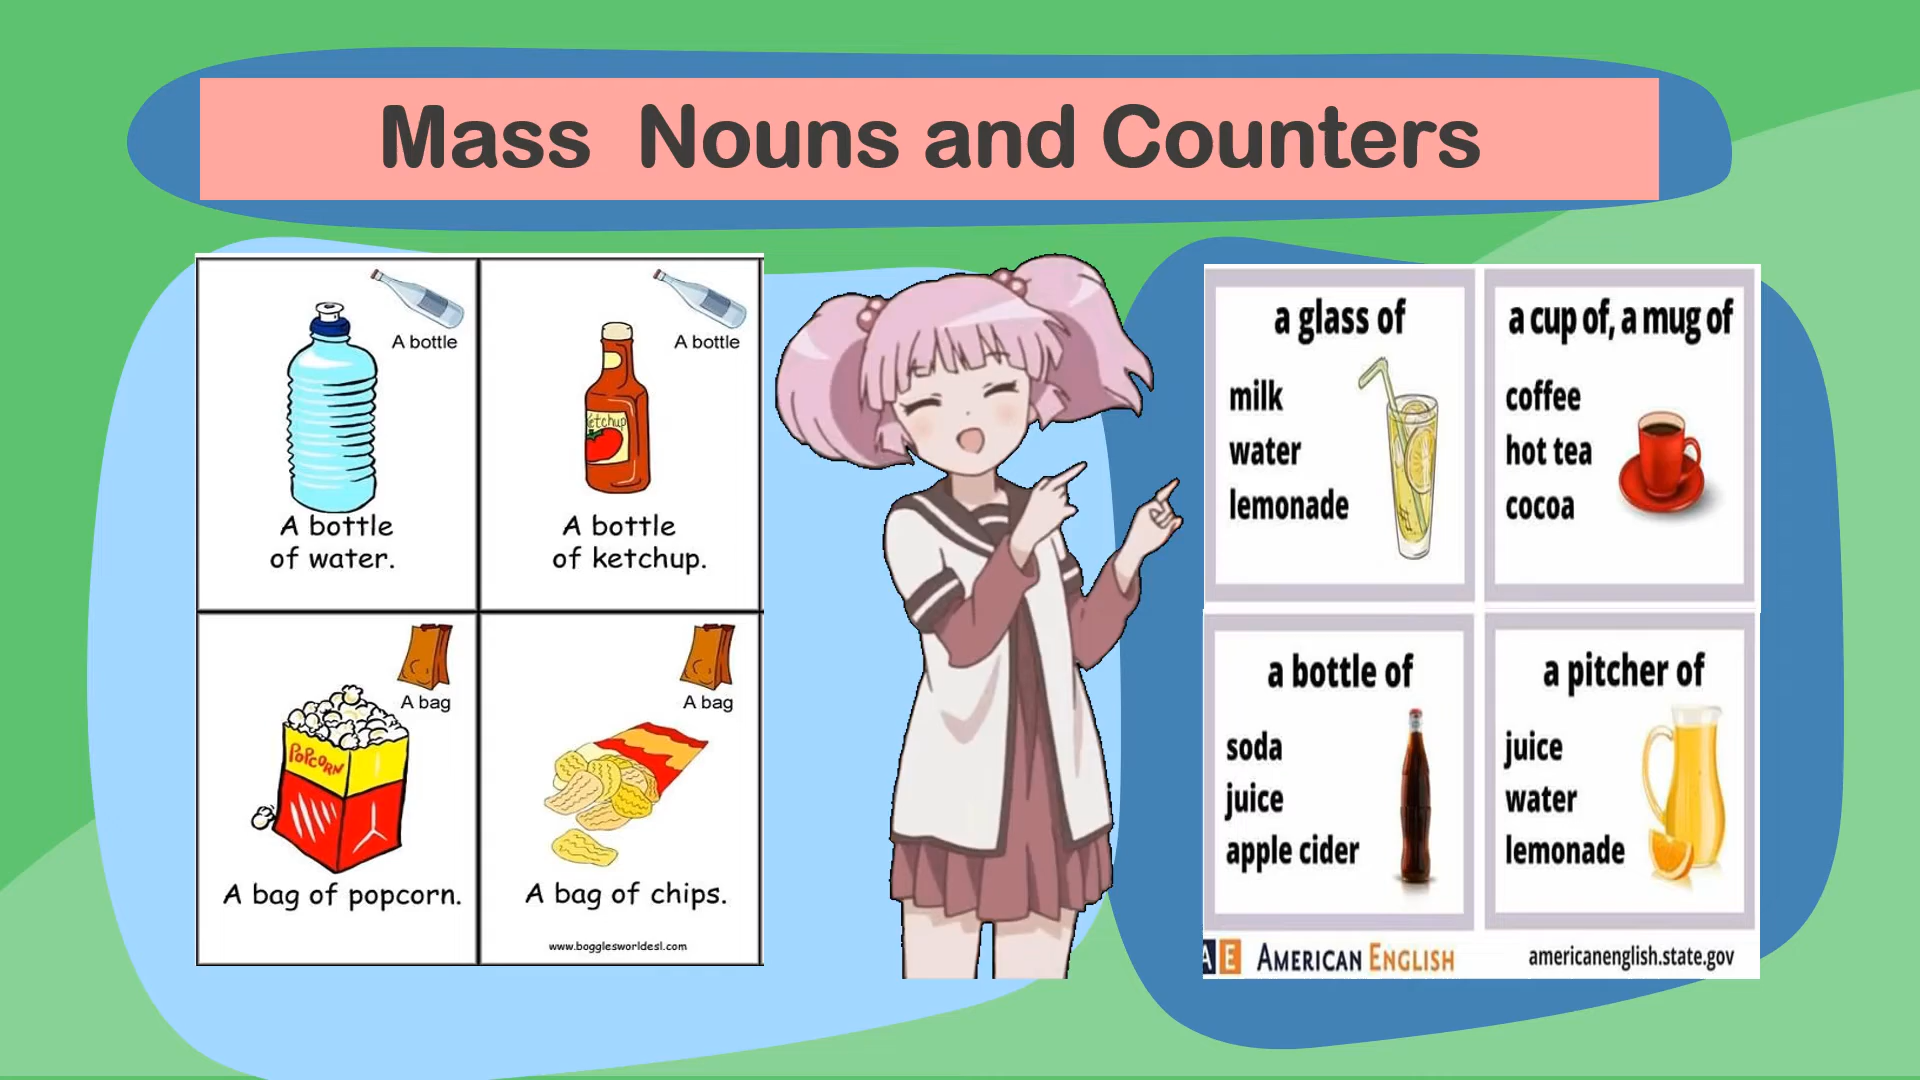 Mass Nouns and Counters
A bottle
A bottle
of water.
A bottle
Ketchup
A bottle
of ketchup.
A bag
POPCORN
A bag of popcorn.
A bag
A bag of chips.
www.bogglesworldesl.com
a glass of
milk
water
lemonade
a cup of, a mug of
coffee
hot tea
cocoa
a bottle of
soda
juice
apple cider
a pitcher of
juice
water
lemonade
AE AMERICAN ENGLISH
americanenglish.state.gov